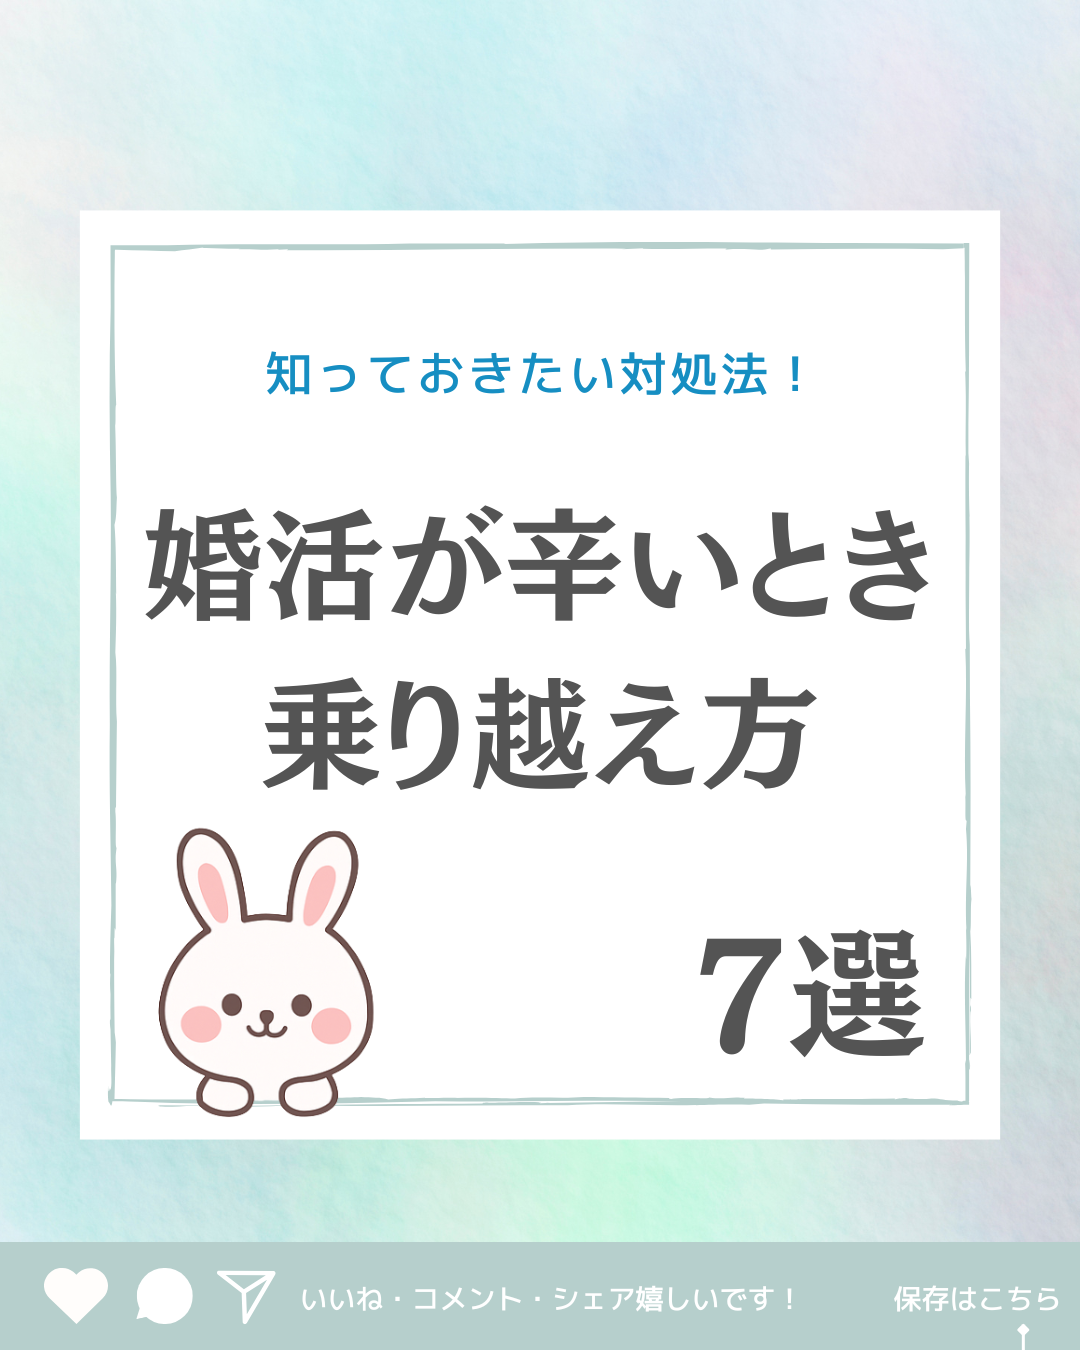 知っておきたい対処法！
婚活が辛いとき
乗り越え方
7選
いいね・コメント・シェア嬉しいです！
保存はこちら